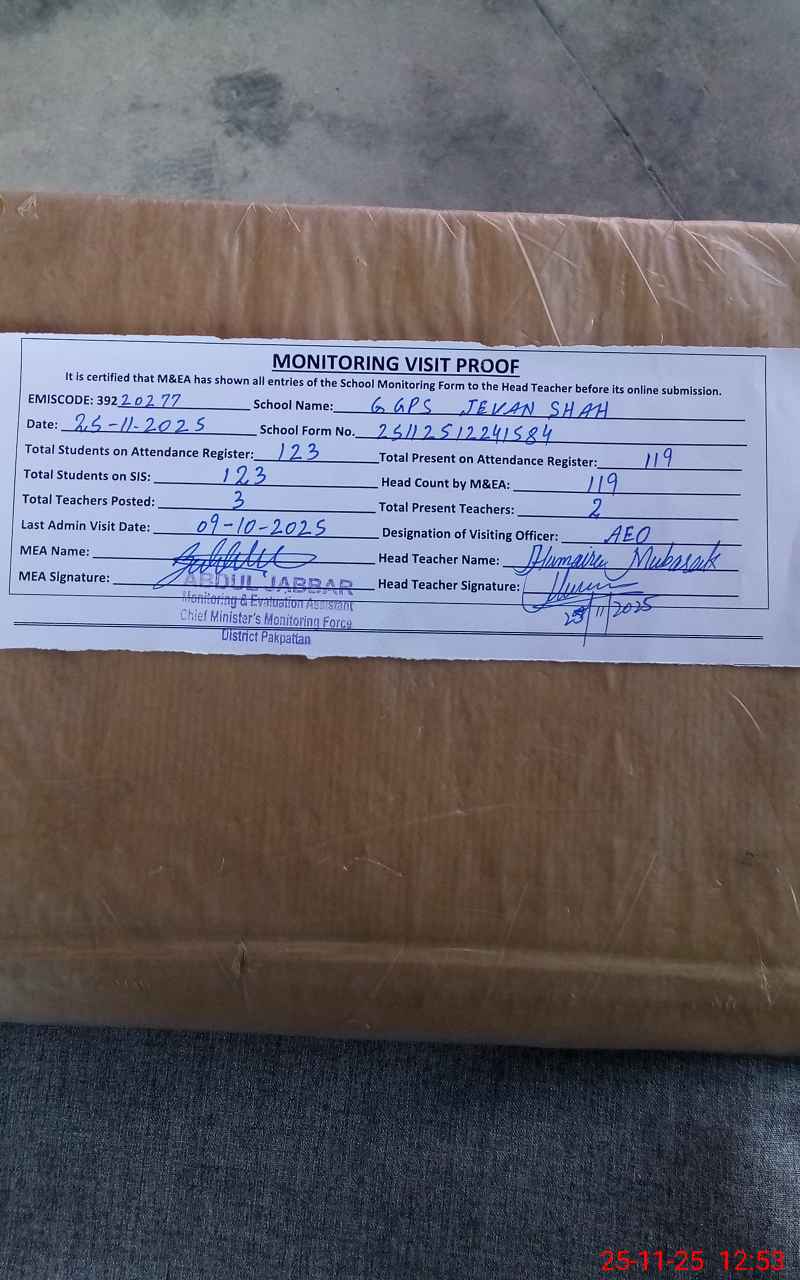 MONITORING VISIT PROOF
It is certified that M&EA has shown all entries of the School Monitoring Form to the Head Teacher before its online submission.
EMISCODE: 39220277 School Name: GGPS JEVAN SHAH
Date: 25-11-2025 School Form No. 25112512241584
Total Students on Attendance Register: 123 Total Present on Attendance Register: 119
Total Students on SIS: 123 Head Count by M&EA: 119
Total Teachers Posted: 3 Total Present Teachers: 2
Last Admin Visit Date: 09-10-2025 Designation of Visiting Officer: AEO
MEA Name: Head Teacher Name: Humaira Mubarak
MEA Signature: ABDUL JABBAR Head Teacher Signature:
Monitoring & Evaluation Assistant
25/11/2025
Chief Minister's Monitoring Force
District Pakpattan
25-11-25 12:53